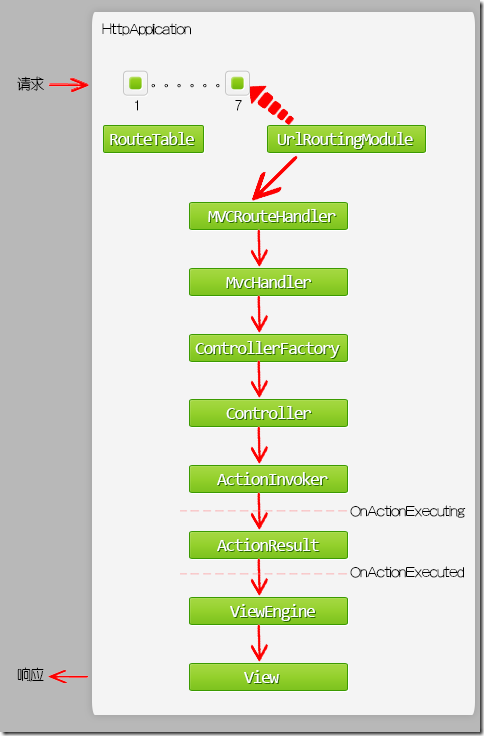 HttpApplication
请求
。。。。。。
1
7
RouteTable
UrlRoutingModule
MVCRouteHandler
MvcHandler
ControllerFactory
Controller
ActionInvoker
OnActionExecuting
ActionResult
OnActionExecuted
ViewEngine
响应
View